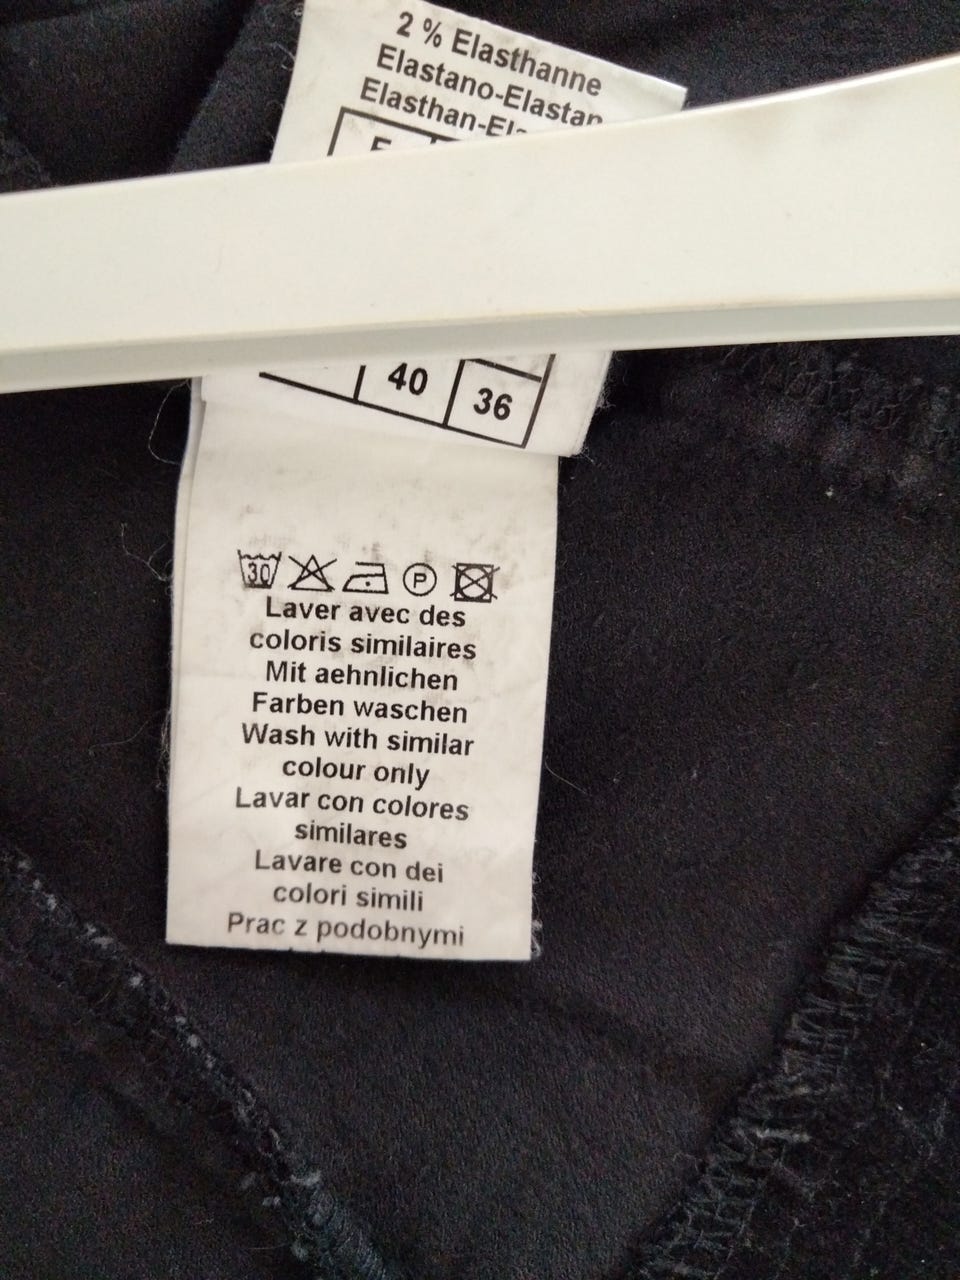 2 % Elasthanne
Elastano-Elastan
40 36
30 P
Laver avec des
coloris similaires
Mit aehnlichen
Farben waschen
Wash with similar
colour only
Lavar con colores
similares
Lavare con dei
colori simili
Prac z podobnymi